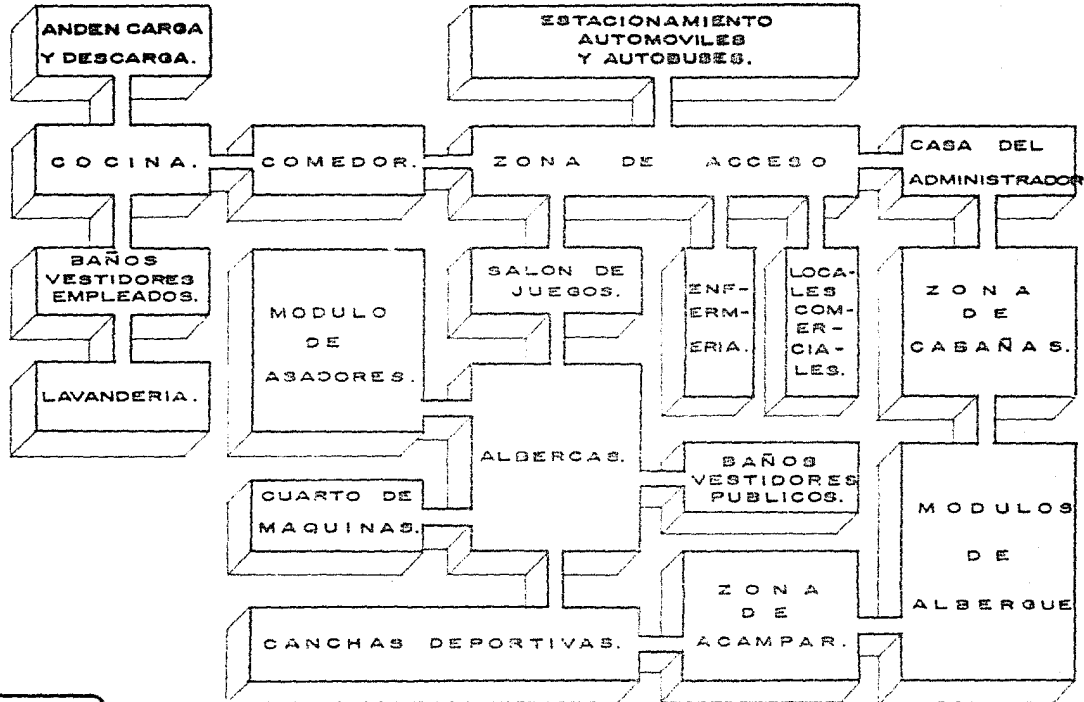 ANDEN CARGA
Y DESCARGA.
ESTACIONAMIENTO
AUTOMOVILES
Y AUTOBUSES.
COCINA.
COMEDOR.
ZONA DE ACCESO
CASA DEL
ADMINISTRADOR
BAÑOS
VESTIDORES
EMPLEADOS.
MODULO
DE
ASADORES.
SALON DE
JUEGOS.
ENF-
ERM-
ERIA.
LOCA-
LES
COM-
ER-
CIA-
LES.
ZONA
DE
CABAÑAS.
LAVANDERIA.
ALBERCAS.
BAÑOS
VESTIDORES
PUBLICOS.
CUARTO DE
MAQUINAS.
MODULOS
DE
ALBERGUE
ZONA
DE
ACAMPAR.
CANCHAS DEPORTIVAS.